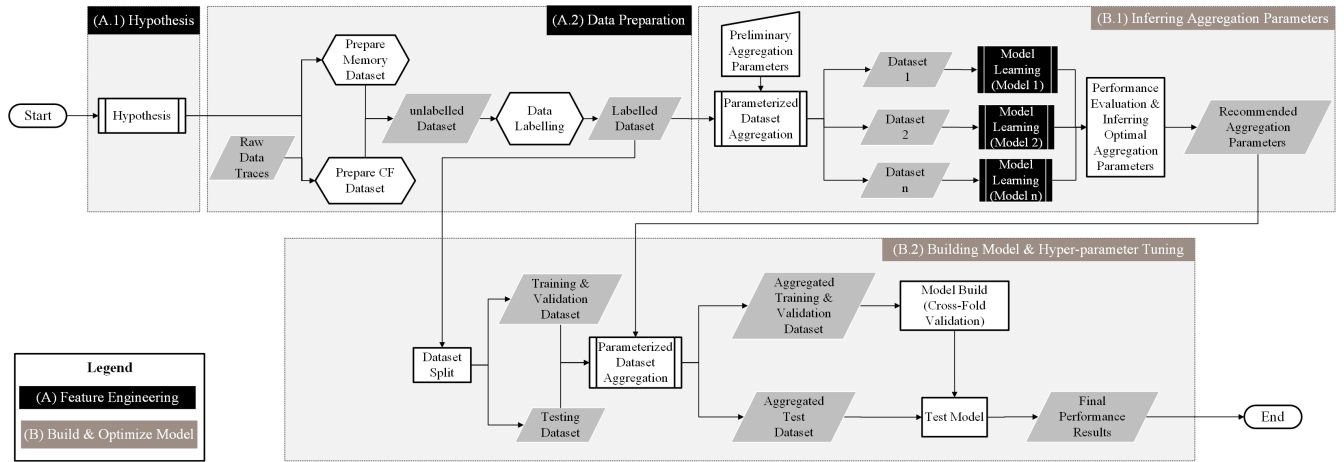 (A.1) Hypothesis
(A.2) Data Preparation
(B.1) Inferring Aggregation Parameters
Start
Hypothesis
Prepare
Memory
Dataset
Raw
Data
Traces
Prepare CF
Dataset
unlabelled
Dataset
Data
Labelling
Labelled
Dataset
Preliminary
Aggregation
Parameters
Parameterized
Dataset
Aggregation
Dataset
1
Dataset
2
Dataset
n
Model
Learning
(Model 1)
Model
Learning
(Model 2)
Model
Learning
(Model n)
Performance
Evaluation &
Inferring
Optimal
Aggregation
Parameters
Recommended
Aggregation
Parameters
(B.2) Building Model & Hyper-parameter Tuning
Dataset
Split
Training &
Validation
Dataset
Testing
Dataset
Parameterized
Dataset
Aggregation
Aggregated
Training &
Validation
Dataset
Aggregated
Test
Dataset
Model Build
(Cross-Fold
Validation)
Test Model
Final
Performance
Results
End
Legend
(A) Feature Engineering
(B) Build & Optimize Model